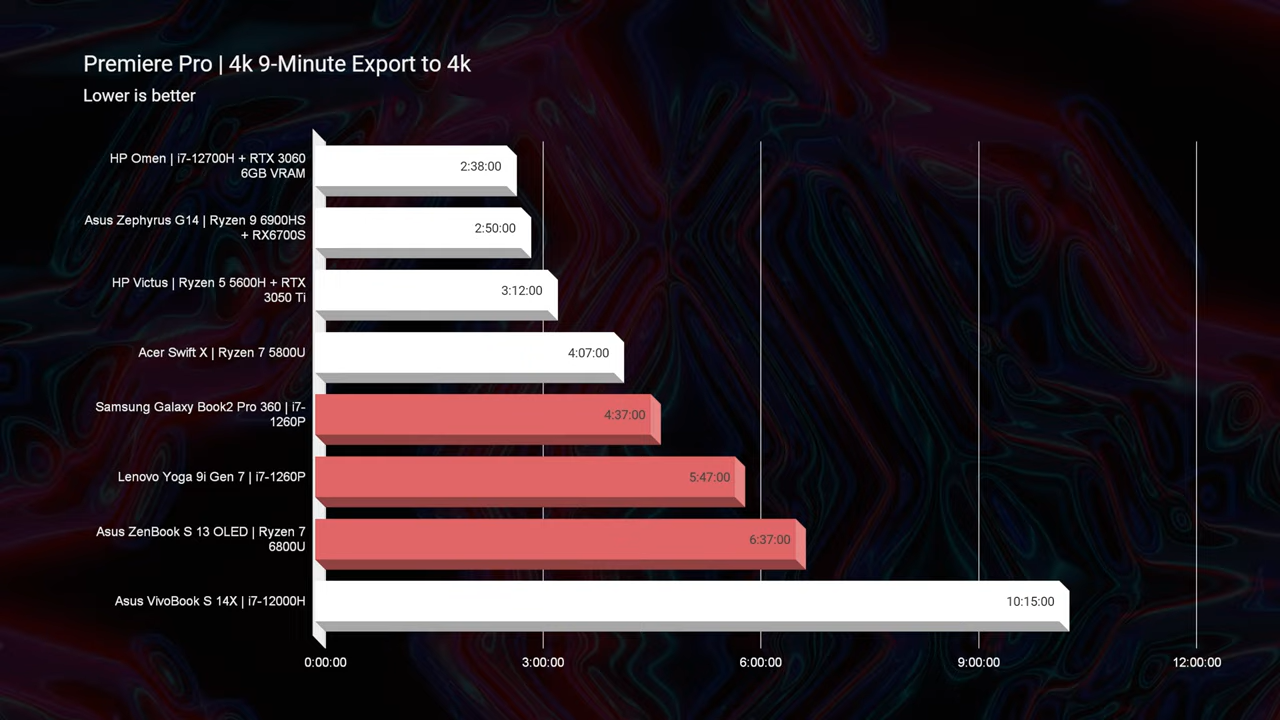 Premiere Pro | 4k 9-Minute Export to 4k
Lower is better
HP Omen | i7-12700H + RTX 3060
6GB VRAM
2:38:00
Asus Zephyrus G14 | Ryzen 9 6900HS
+ RX6700S
2:50:00
HP Victus | Ryzen 5 5600H + RTX
3050 Ti
3:12:00
Acer Swift X | Ryzen 7 5800U
4:07:00
Samsung Galaxy Book2 Pro 360 | i7-
1260P
4:37:00
Lenovo Yoga 9i Gen 7 | i7-1260P
5:47:00
Asus ZenBook S 13 OLED | Ryzen 7
6800U
6:37:00
Asus VivoBook S 14X | i7-12000H
10:15:00
0:00:00
3:00:00
6:00:00
9:00:00
12:00:00